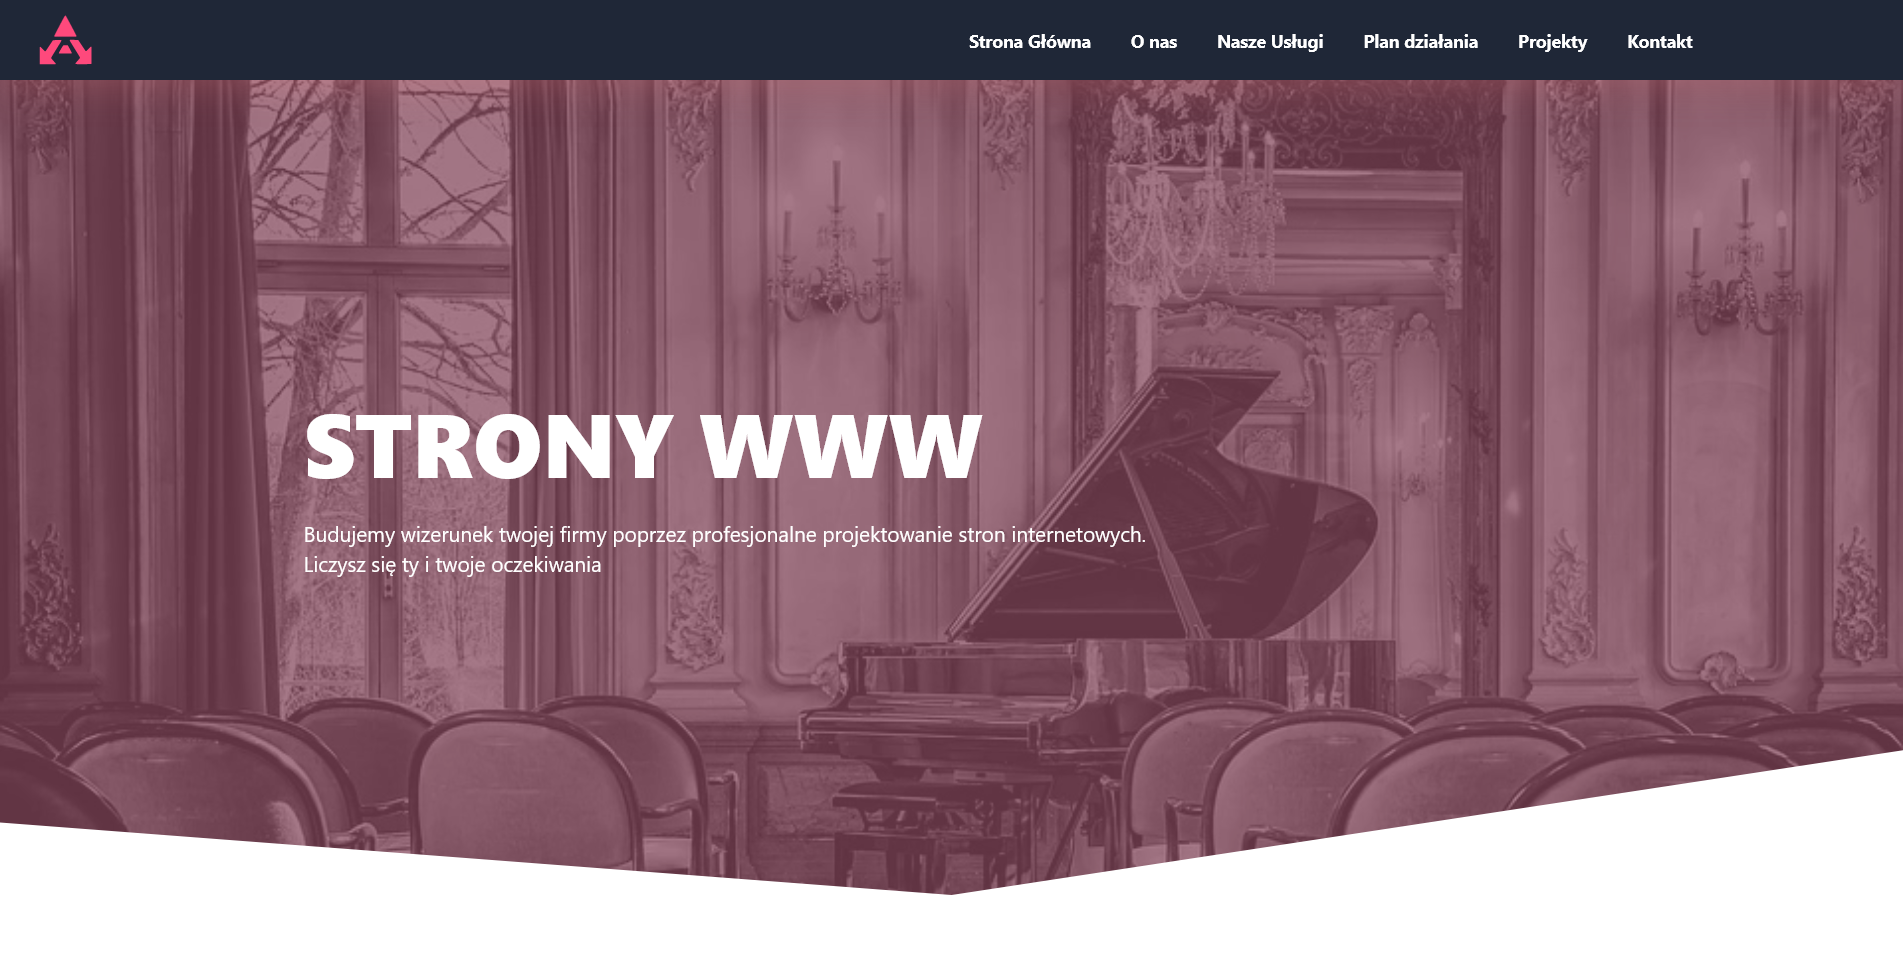 Strona Główna
O nas
Nasze Usługi
Plan działania
Projekty
Kontakt
STRONY WWW
Budujemy wizerunek twojej firmy poprzez profesjonalne projektowanie stron internetowych.
Liczysz się ty i twoje oczekiwania